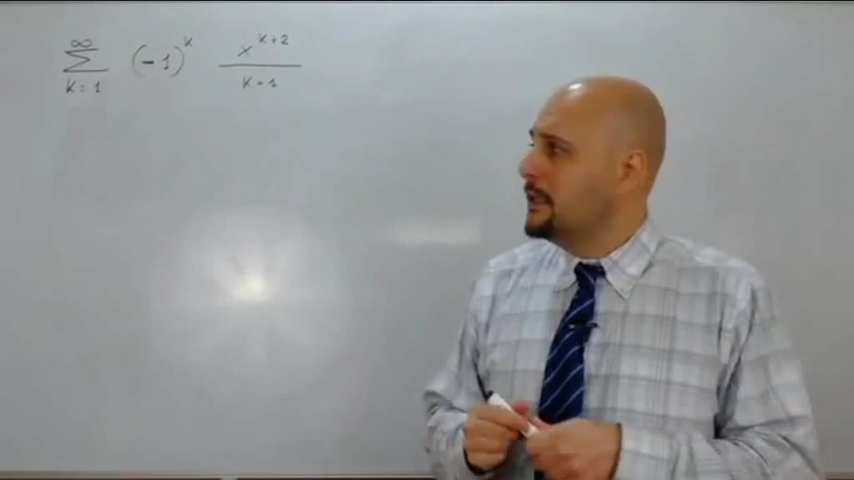 ∞
Σ (-1)^k x^{k+2} / k+1
k=1